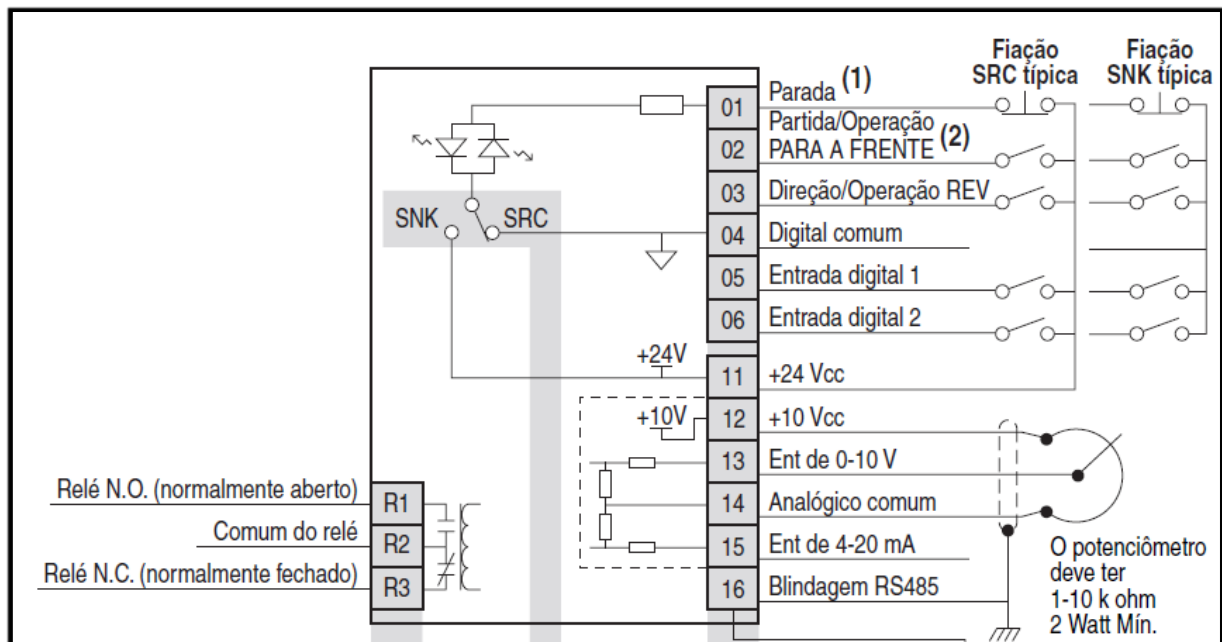 Fiação
SRC típica
Fiação
SNK típica
01
Parada (1)
Partida/Operação
02
PARA A FRENTE (2)
03
Direção/Operação REV
SNK
SRC
04
Digital comum
05
Entrada digital 1
06
Entrada digital 2
+24V
11
+24 Vcc
+10V
12
+10 Vcc
13
Ent de 0-10 V
Relé N.O. (normalmente aberto)
R1
14
Analógico comum
Comum do relé
R2
15
Ent de 4-20 mA
Relé N.C. (normalmente fechado)
R3
16
Blindagem RS485
O potenciômetro
deve ter
1-10 k ohm
2 Watt Mín.